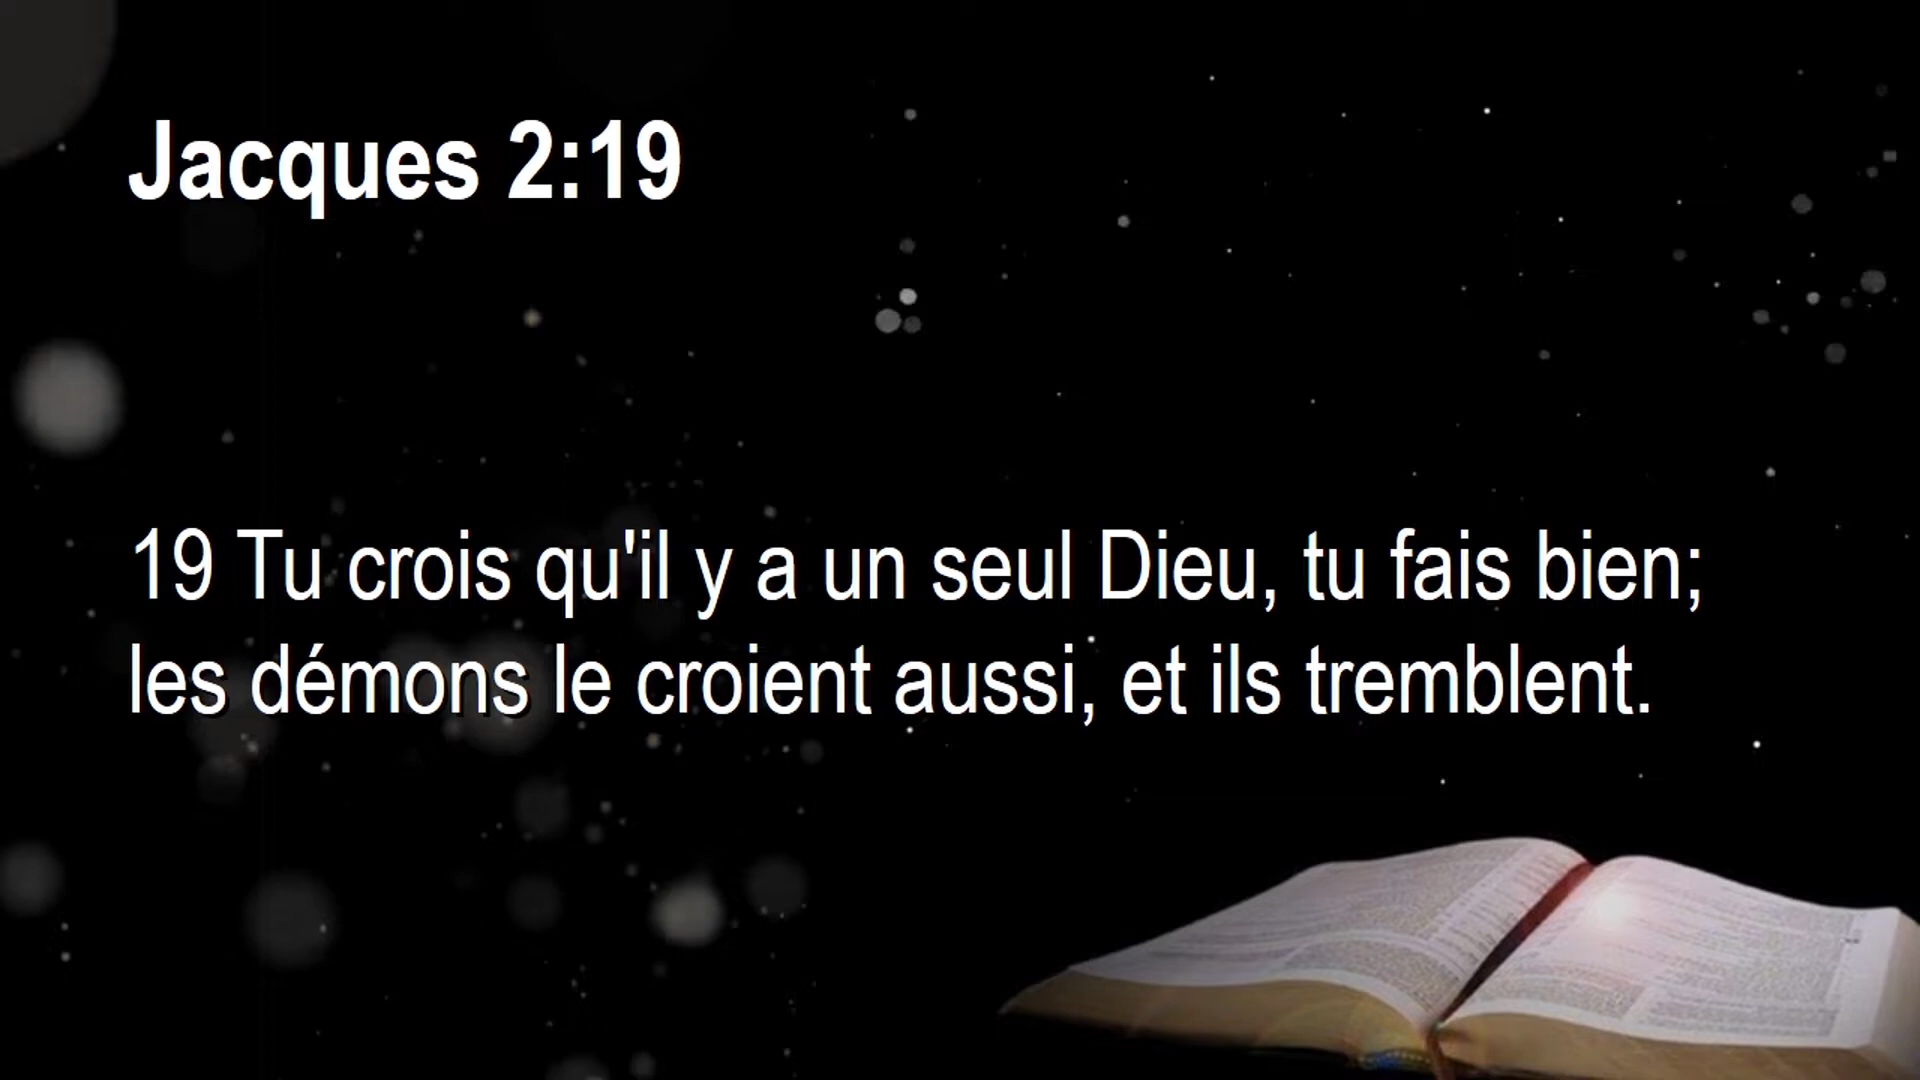 Jacques 2:19
19 Tu crois qu'il y a un seul Dieu, tu fais bien;
les démons le croient aussi, et ils tremblent.